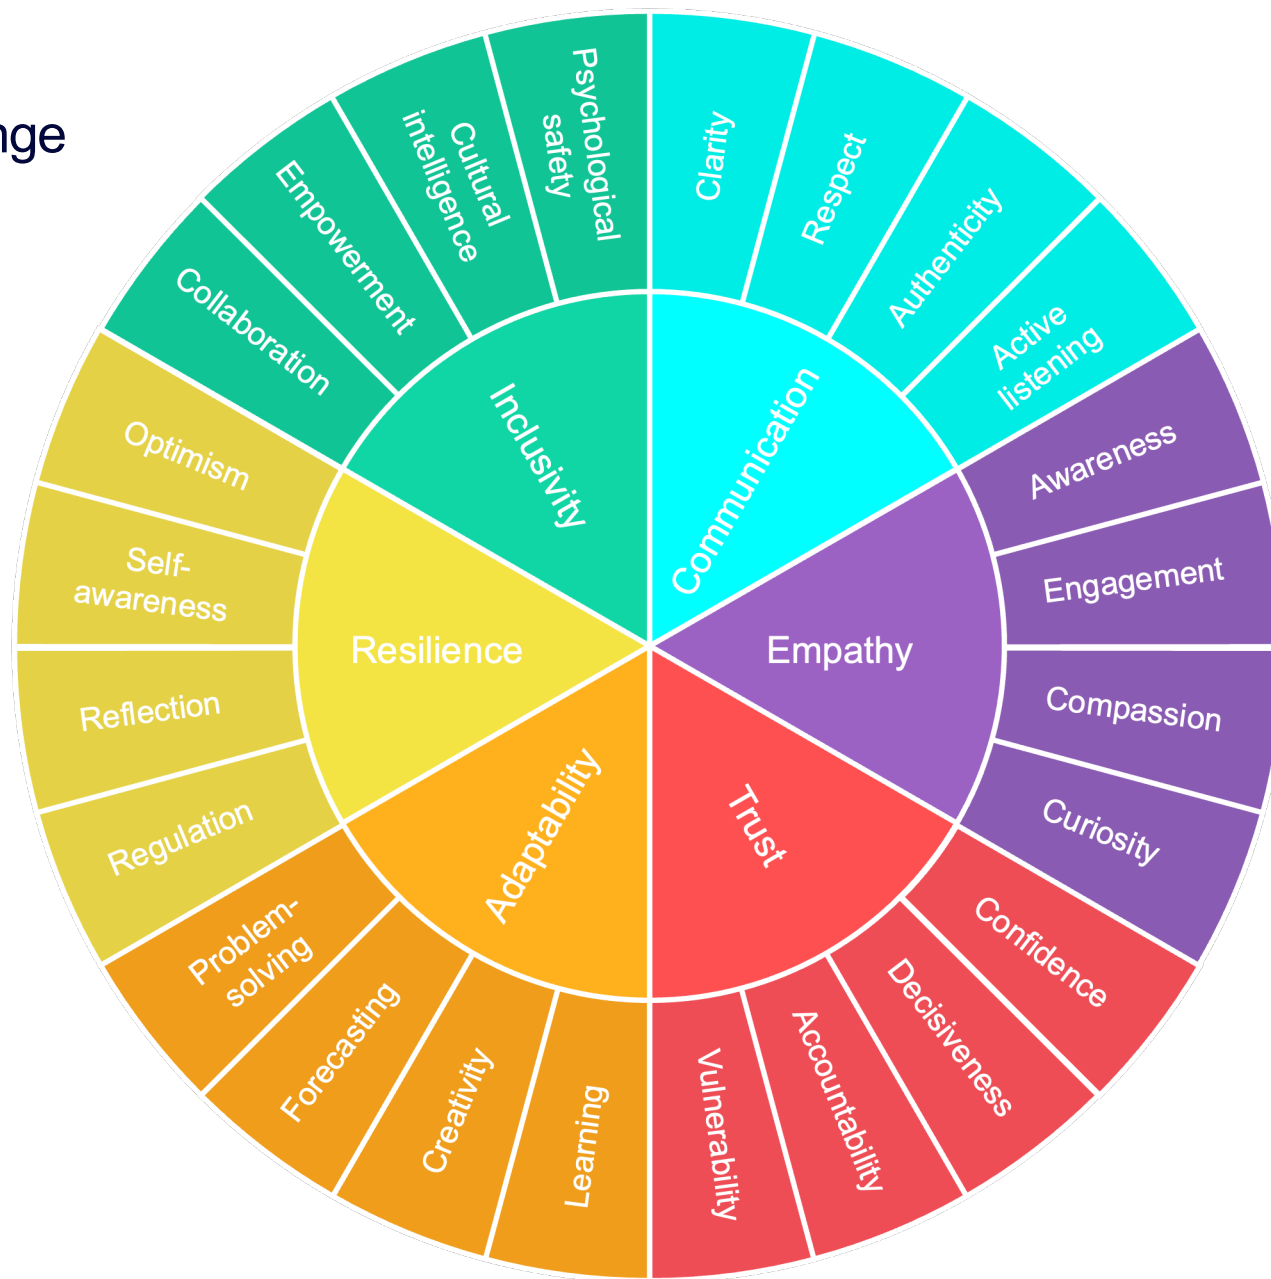 nge
Psychological
safety
Cultural
intelligence
Empowerment
Collaboration
Inclusivity
Clarity
Respect
Authenticity
Active
listening
Communication
Awareness
Engagement
Compassion
Curiosity
Empathy
Confidence
Decisiveness
Accountability
Vulnerability
Trust
Learning
Creativity
Forecasting
Problem-
solving
Adaptability
Regulation
Reflection
Self-
awareness
Optimism
Resilience